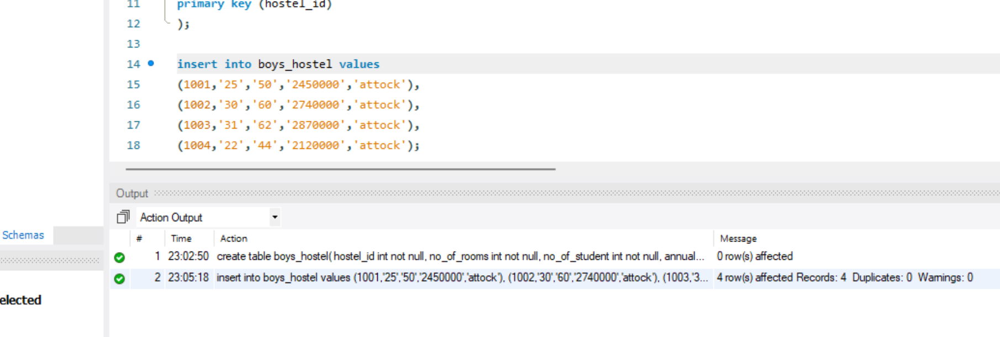 11 primary key (hostel_id)
12 );
13
14 insert into boys_hostel values
15 (1001,'25','50','2450000','attock'),
16 (1002,'30','60','2740000','attock'),
17 (1003,'31','62','2870000','attock'),
18 (1004,'22','44','2120000','attock');
Output
Action Output
Schemas
# Time Action Message
1 23:02:50 create table boys_hostel( hostel_id int not null, no_of_rooms int not null, no_of_student int not null, annual... 0 row(s) affected
2 23:05:18 insert into boys_hostel values (1001,'25','50','2450000','attock'), (1002,'30','60','2740000','attock'), (1003,'3... 4 row(s) affected Records: 4 Duplicates: 0 Warnings: 0
elected